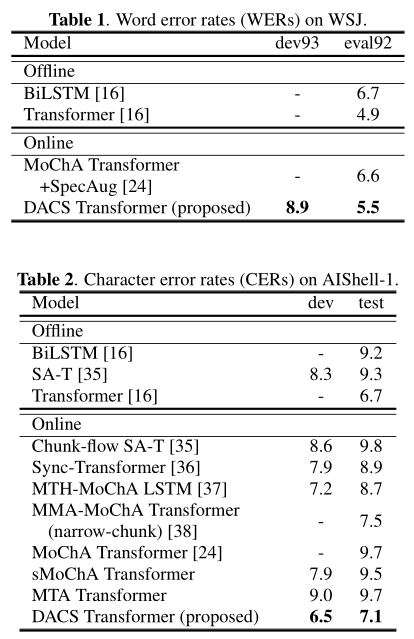 Table 1. Word error rates (WERs) on WSJ.
Model dev93 eval92
Offline
BiLSTM [16] - 6.7
Transformer [16] - 4.9
Online
MoChA Transformer
+SpecAug [24] - 6.6
DACS Transformer (proposed) 8.9 5.5
Table 2. Character error rates (CERs) on AIShell-1.
Model dev test
Offline
BiLSTM [16] - 9.2
SA-T [35] 8.3 9.3
Transformer [16] - 6.7
Online
Chunk-flow SA-T [35] 8.6 9.8
Sync-Transformer [36] 7.9 8.9
MTH-MoChA LSTM [37] 7.2 8.7
MMA-MoChA Transformer
(narrow-chunk) [38] - 7.5
MoChA Transformer [24] - 9.7
sMoChA Transformer 7.9 9.5
MTA Transformer 9.0 9.7
DACS Transformer (proposed) 6.5 7.1